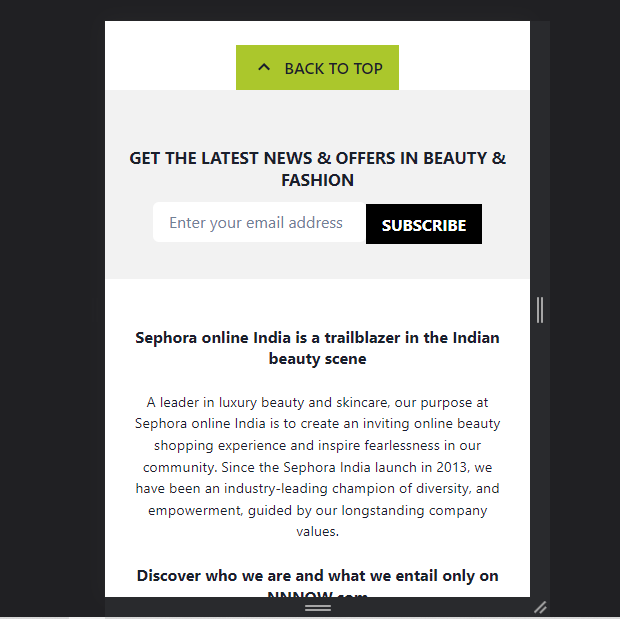 BACK TO TOP
GET THE LATEST NEWS & OFFERS IN BEAUTY &
FASHION
Enter your email address
SUBSCRIBE
Sephora online India is a trailblazer in the Indian
beauty scene
A leader in luxury beauty and skincare, our purpose at
Sephora online India is to create an inviting online beauty
shopping experience and inspire fearlessness in our
community. Since the Sephora India launch in 2013, we
have been an industry-leading champion of diversity, and
empowerment, guided by our longstanding company
values.
Discover who we are and what we entail only on
NNNOW.com